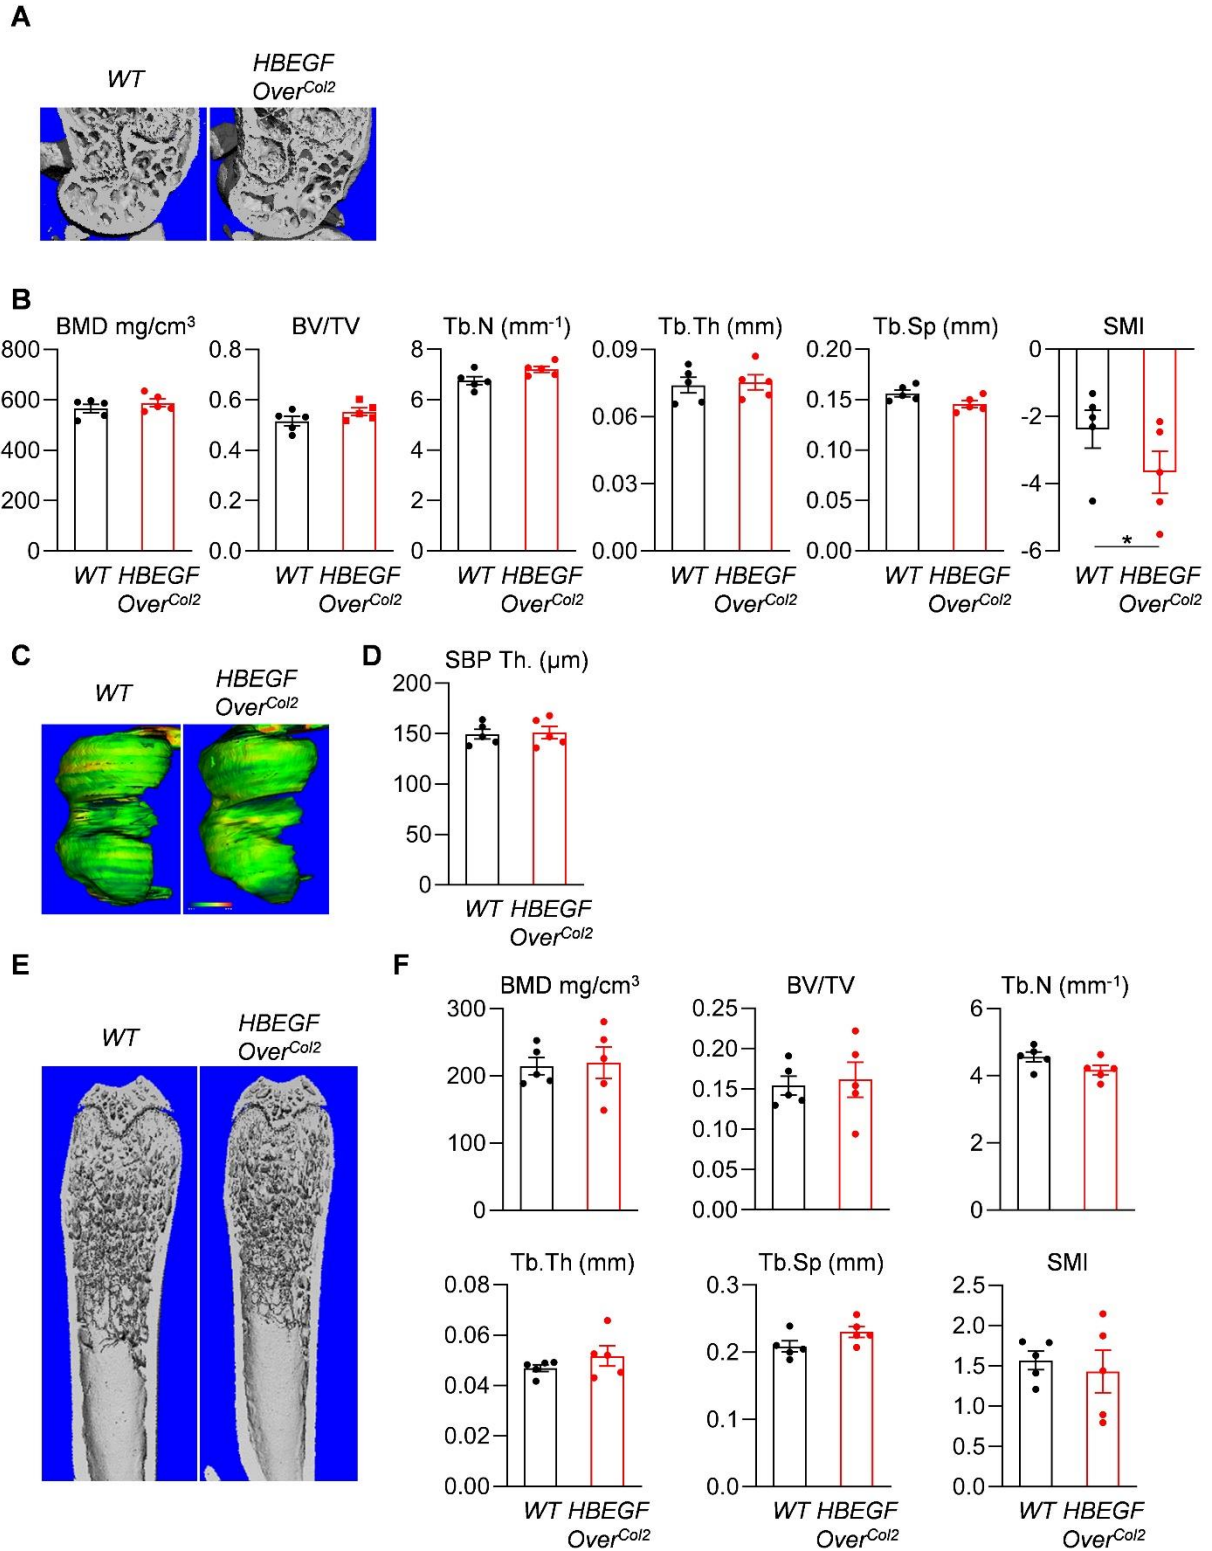 A
WT
HBEGF
Over^Col2
B
BMD mg/cm³
800
600
400
200
0
WT HBEGF
Over^Col2
BV/TV
0.8
0.6
0.4
0.2
0.0
WT HBEGF
Over^Col2
Tb.N (mm⁻¹)
8
6
4
2
0
WT HBEGF
Over^Col2
Tb.Th (mm)
0.09
0.06
0.03
0.00
WT HBEGF
Over^Col2
Tb.Sp (mm)
0.20
0.15
0.10
0.05
0.00
WT HBEGF
Over^Col2
SMI
0
-2
-4
-6
*
WT HBEGF
Over^Col2
C
WT
HBEGF
Over^Col2
D
SBP Th. (µm)
200
150
100
50
0
WT HBEGF
Over^Col2
E
WT
HBEGF
Over^Col2
F
BMD mg/cm³
300
200
100
0
BV/TV
0.25
0.20
0.15
0.10
0.05
0.00
Tb.N (mm⁻¹)
6
4
2
0
Tb.Th (mm)
0.08
0.06
0.04
0.02
0.00
WT HBEGF
Over^Col2
Tb.Sp (mm)
0.3
0.2
0.1
0.0
WT HBEGF
Over^Col2
SMI
2.5
2.0
1.5
1.0
0.5
0.0
WT HBEGF
Over^Col2